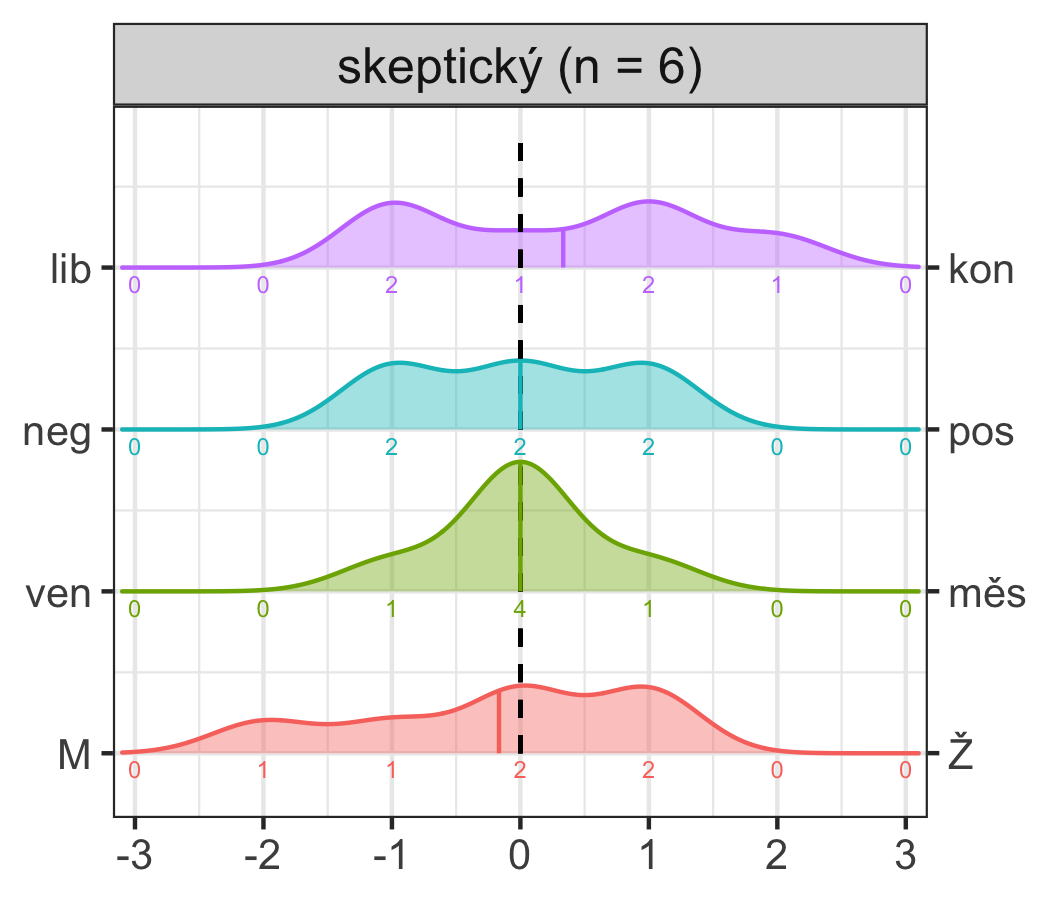 skeptický (n = 6)
lib kon
0 0 2 1 2 1 0
neg pos
0 0 2 2 2 0 0
ven měs
0 0 1 4 1 0 0
M Ž
0 1 1 2 2 0 0
-3 -2 -1 0 1 2 3